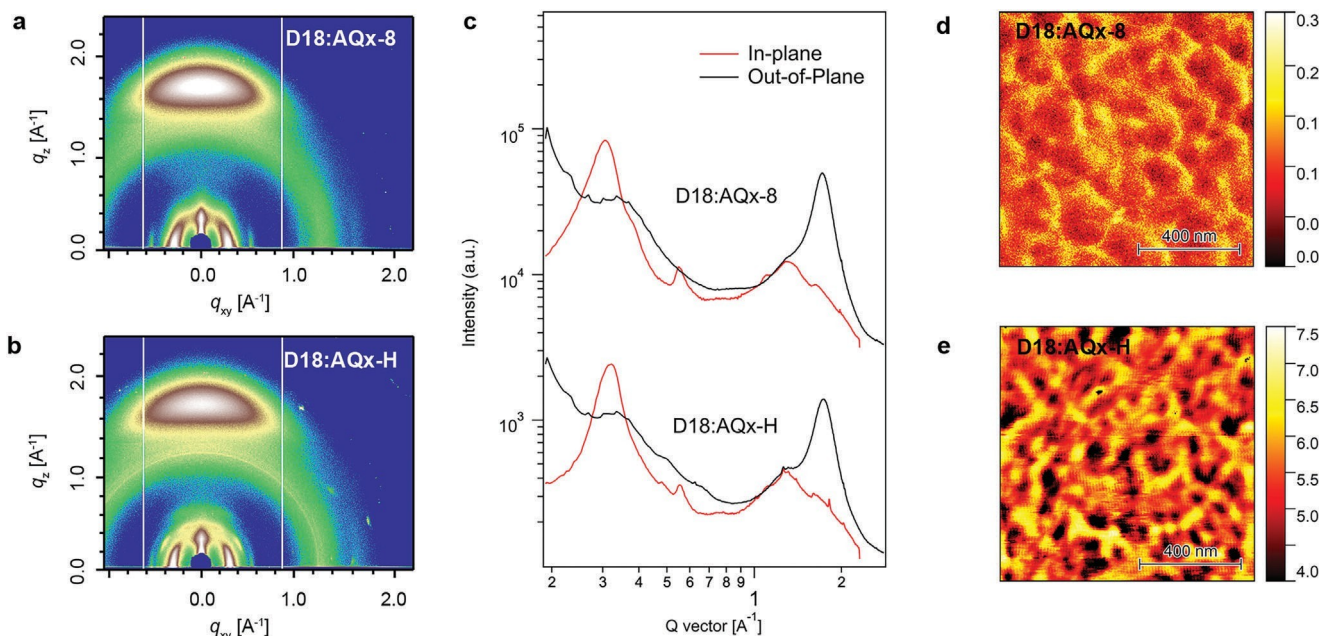 a
D18:AQx-8
2.0
1.0
0.0
qz [A-1]
0.0
1.0
2.0
qxy [A-1]
b
D18:AQx-H
2.0
1.0
0.0
qz [A-1]
0.0
1.0
2.0
qxy [A-1]
c
In-plane
Out-of-Plane
10^5
10^4
10^3
Intensity (a.u.)
D18:AQx-8
D18:AQx-H
2
3
4
5
6
7
8
9
1
2
Q vector [A-1]
d
D18:AQx-8
400 nm
0.3
0.2
0.1
0.1
0.0
0.0
e
D18:AQx-H
400 nm
7.5
6.5
6.0
5.0
4.5
4.0